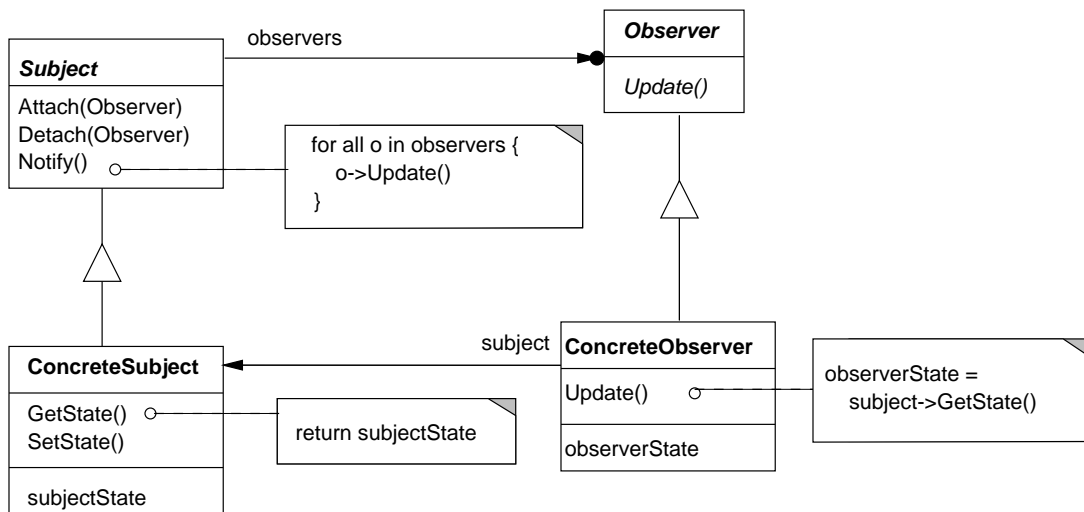 observers
Observer
Update()
Subject
Attach(Observer)
Detach(Observer)
Notify()
for all o in observers {
o->Update()
}
subject
ConcreteSubject
GetState()
SetState()
subjectState
return subjectState
ConcreteObserver
Update()
observerState
observerState =
subject->GetState()